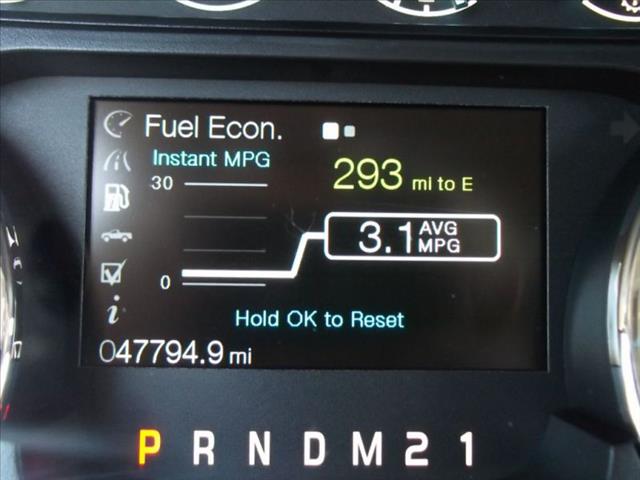 Fuel Econ.
Instant MPG
30
293 mi to E
3.1 AVG MPG
0
Hold OK to Reset
047794.9 mi
P R N D M 2 1